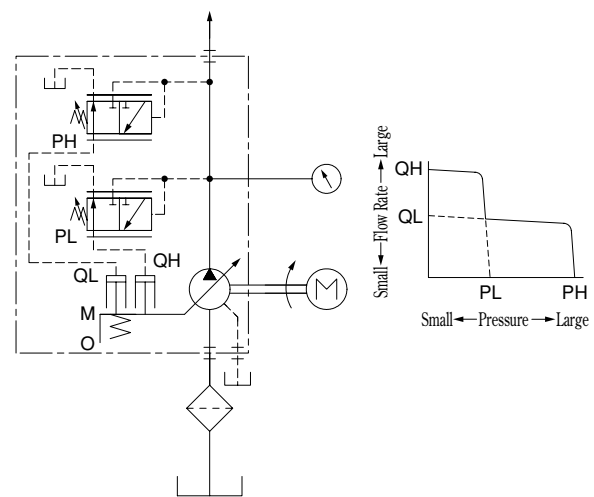 PH
PL
QL
QH
M
O
M
Small Flow Rate Large
QH
QL
PL
PH
Small Pressure Large